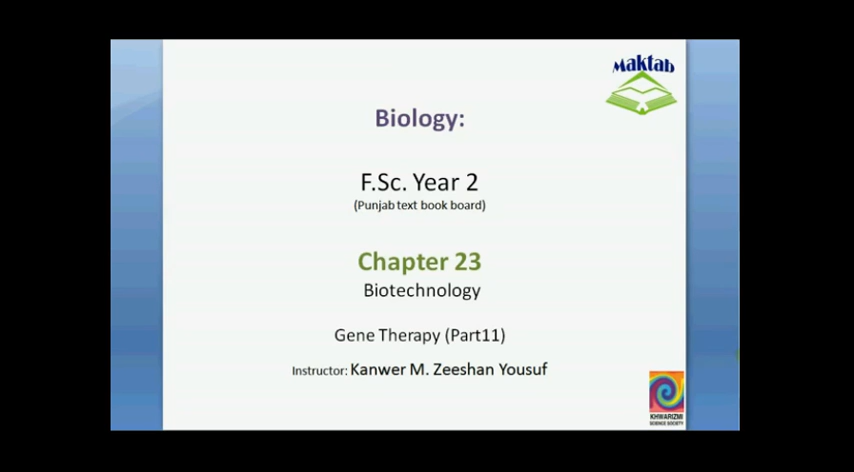 Maktab
Biology:
F.Sc. Year 2
(Punjab text book board)
Chapter 23
Biotechnology
Gene Therapy (Part11)
Instructor: Kanwer M. Zeeshan Yousuf
KHWARIZMI
SCIENCE SOCIETY